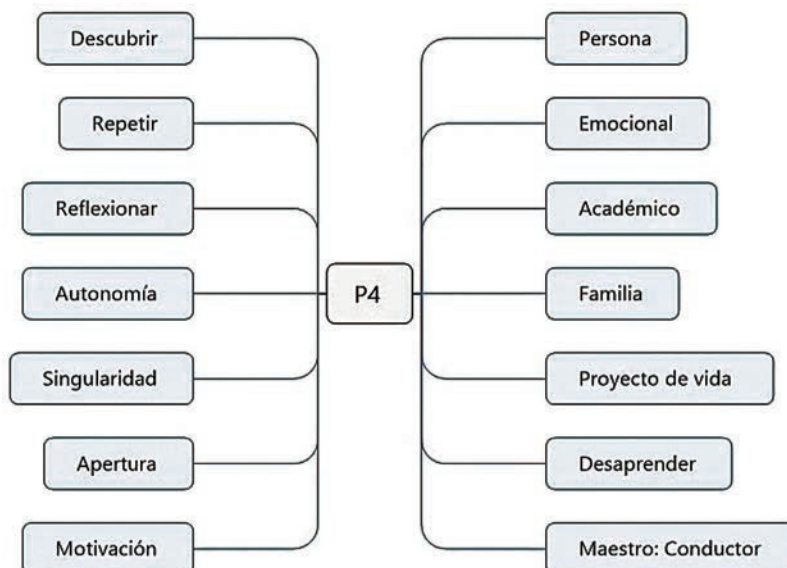 Descubrir
Repetir
Reflexionar
Autonomía
Singularidad
Apertura
Motivación
P4
Persona
Emocional
Académico
Familia
Proyecto de vida
Desaprender
Maestro: Conductor